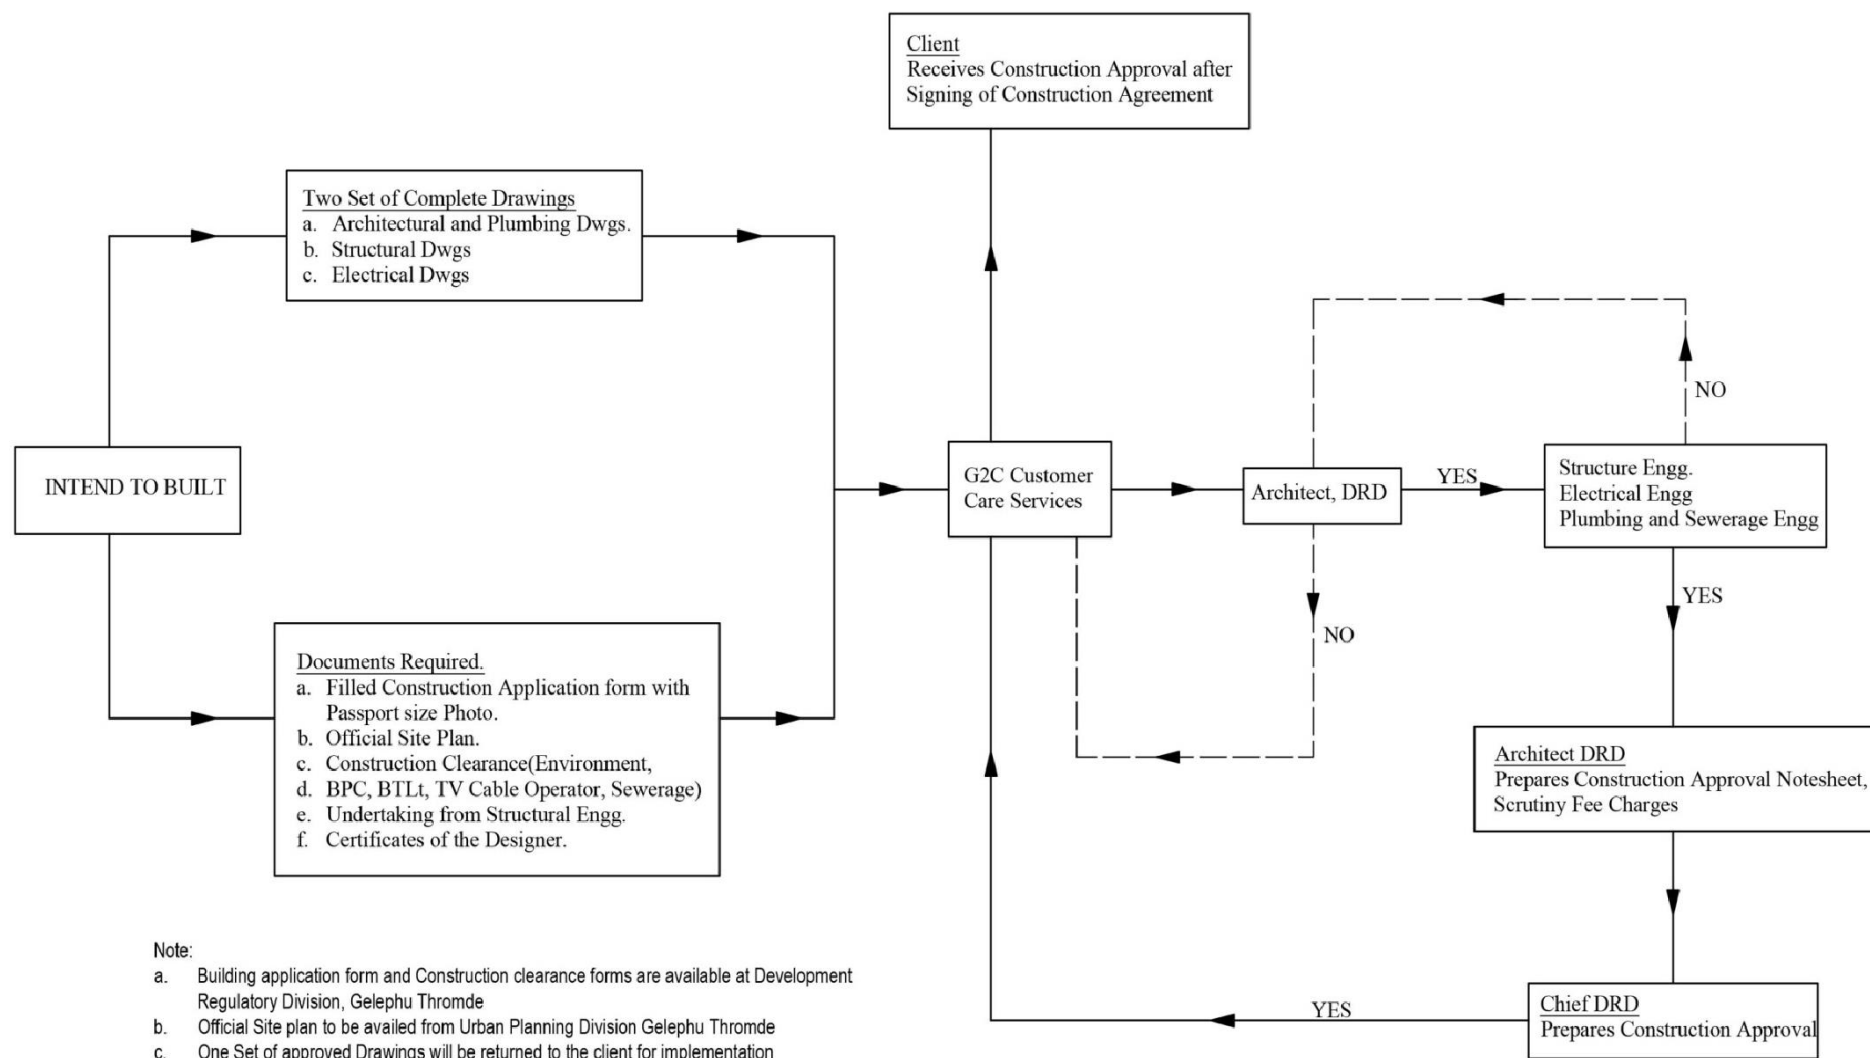 Client
Receives Construction Approval after
Signing of Construction Agreement
Two Set of Complete Drawings
a. Architectural and Plumbing Dwgs.
b. Structural Dwgs
c. Electrical Dwgs
INTEND TO BUILT
Documents Required.
a. Filled Construction Application form with
Passport size Photo.
b. Official Site Plan.
c. Construction Clearance(Environment,
d. BPC, BTLt, TV Cable Operator, Sewerage)
e. Undertaking from Structural Engg.
f. Certificates of the Designer.
G2C Customer
Care Services
Architect, DRD
YES
NO
NO
Structure Engg.
Electrical Engg
Plumbing and Sewerage Engg
YES
Architect DRD
Prepares Construction Approval Notesheet,
Scrutiny Fee Charges
Chief DRD
Prepares Construction Approval
YES
Note:
a. Building application form and Construction clearance forms are available at Development
Regulatory Division, Gelephu Thromde
b. Official Site plan to be availed from Urban Planning Division Gelephu Thromde
c. One Set of approved Drawings will be returned to the client for implementation